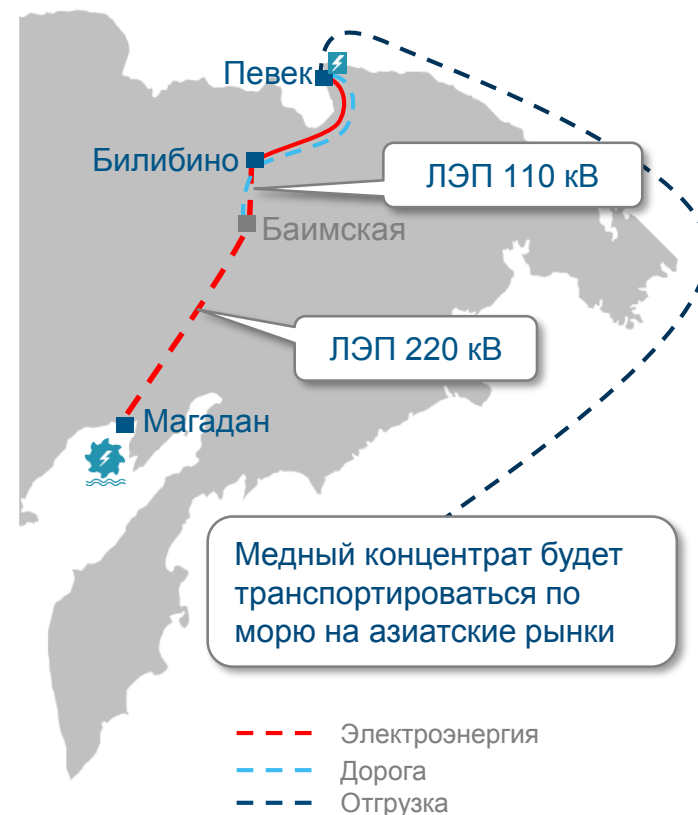 Певек
Билибино
ЛЭП 110 кВ
Баимская
ЛЭП 220 кВ
Магадан
Медный концентрат будет
транспортироваться по
морю на азиатские рынки
Электроэнергия
Дорога
Отгрузка